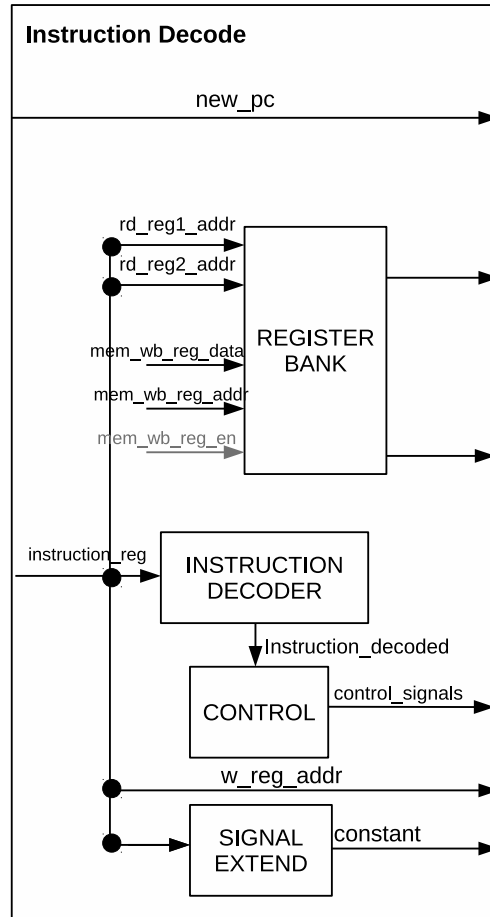 Instruction Decode
new_pc
rd_reg1_addr
rd_reg2_addr
REGISTER
BANK
mem_wb_reg_data
mem_wb_reg_addr
mem_wb_reg_en
instruction_reg
INSTRUCTION
DECODER
Instruction_decoded
CONTROL
control_signals
w_reg_addr
SIGNAL
EXTEND
constant